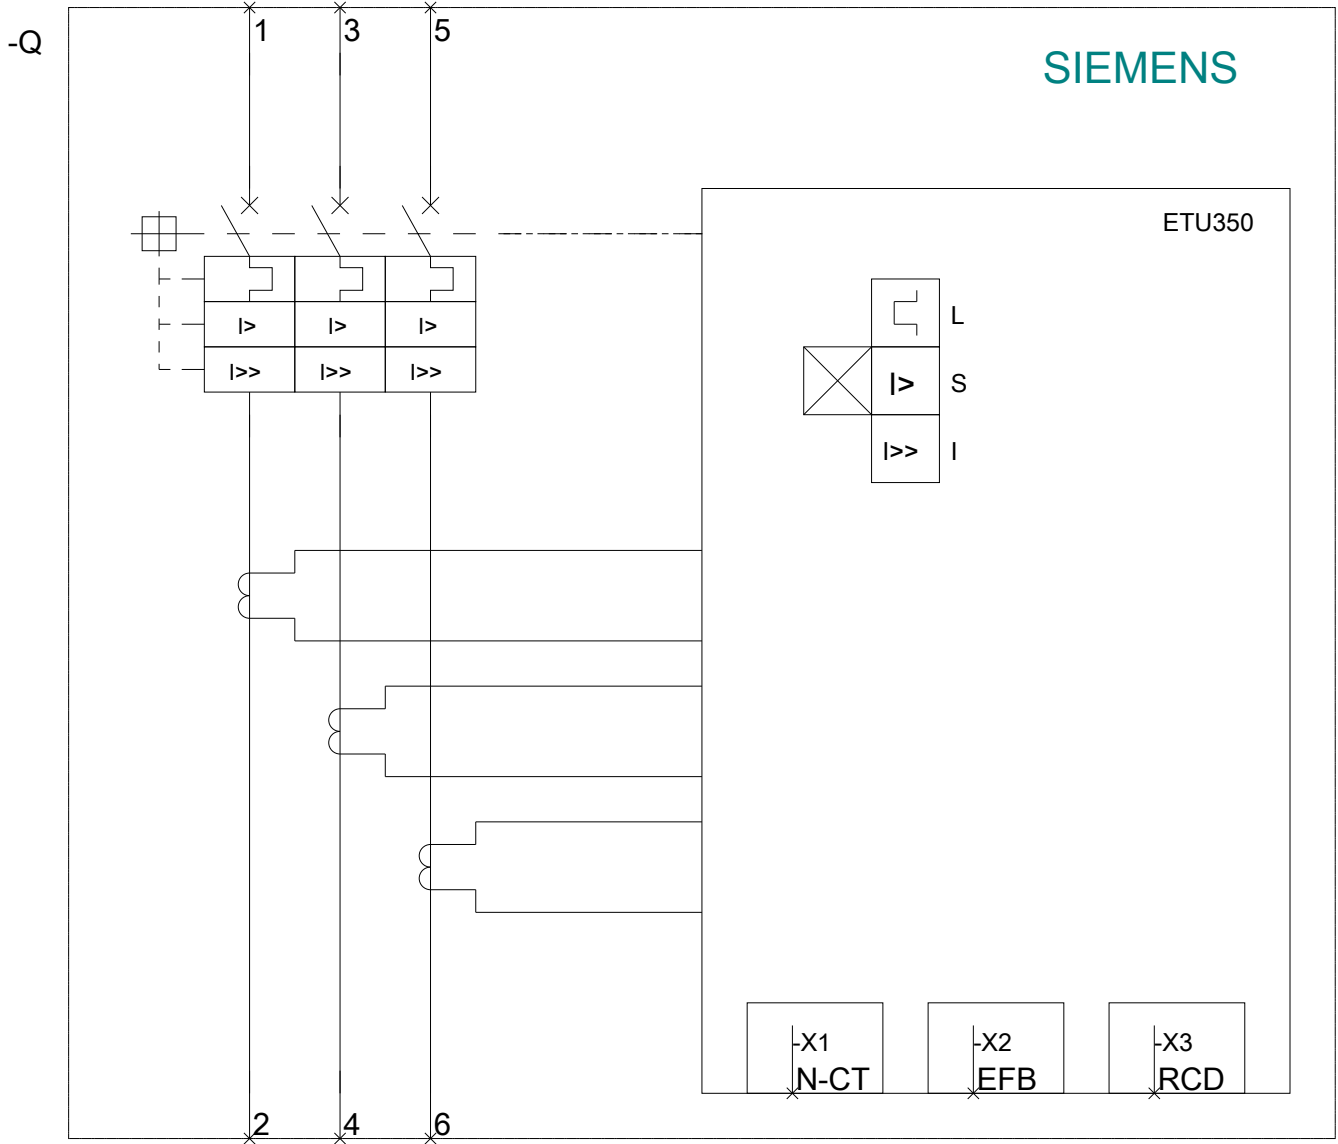 1 3 5
-Q
SIEMENS
ETU350
L
I> I> I>
I>> I>> I>>
I> S
I>> I
-X1 -X2 -X3
N-CT EFB RCD
2 4 6